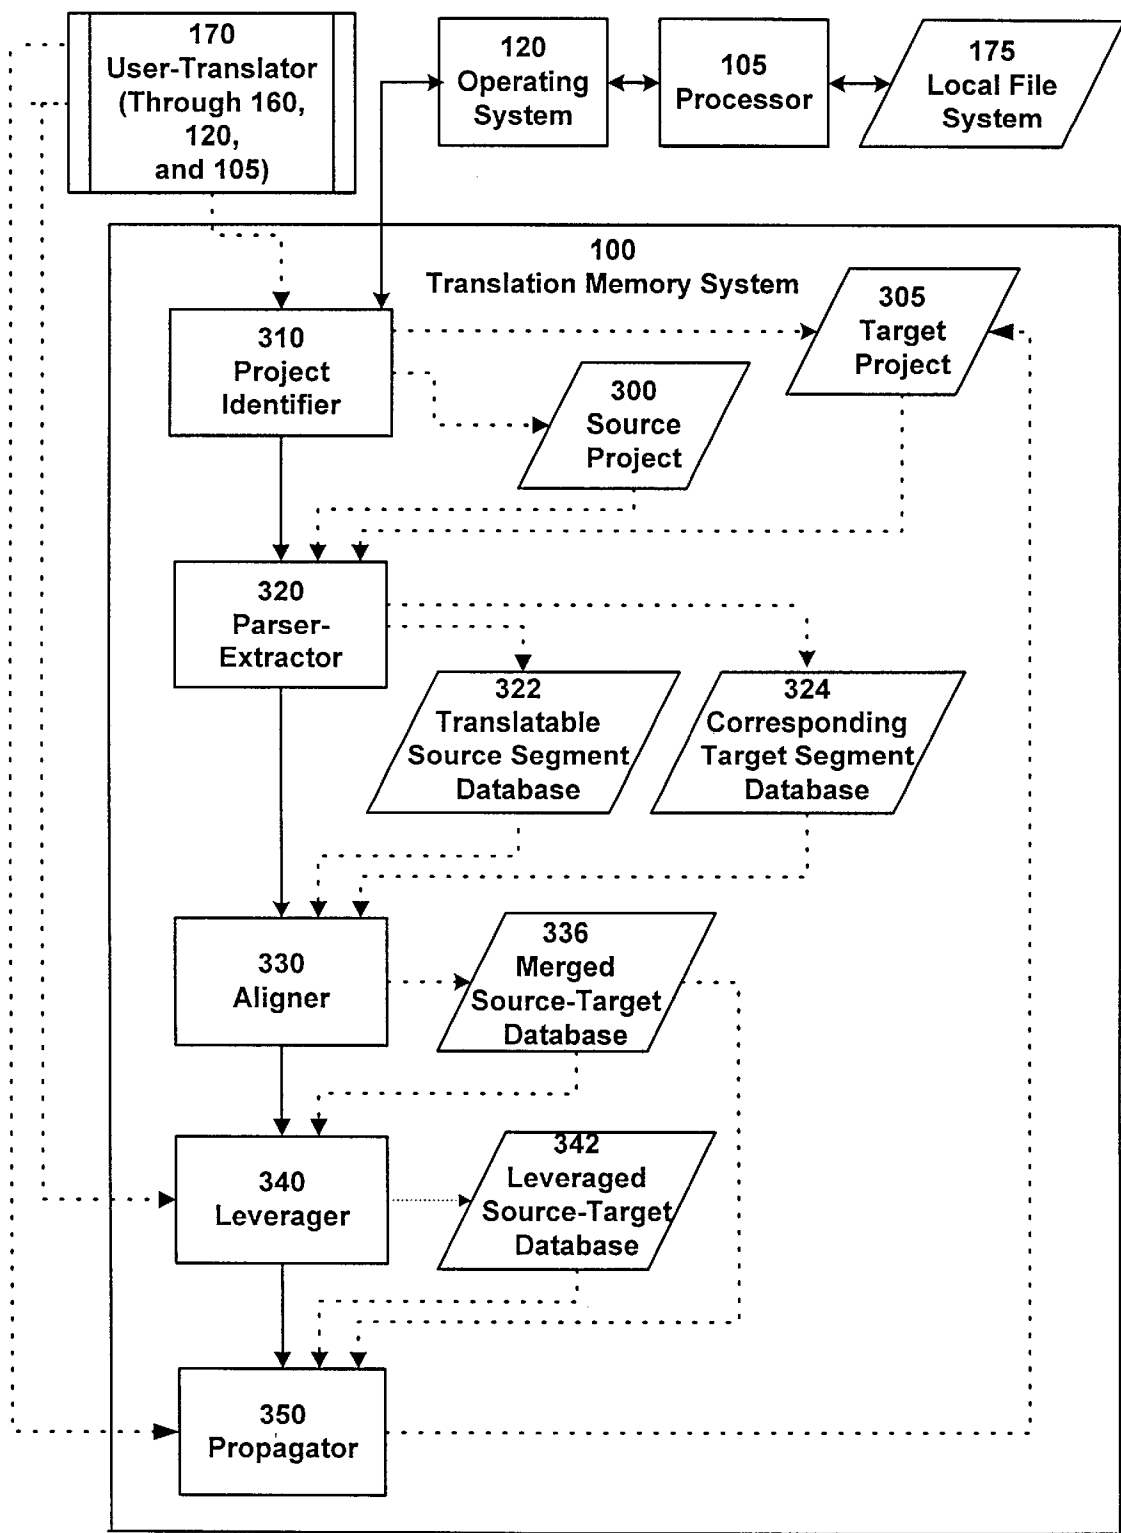 170
User-Translator
(Through 160,
120,
and 105)
120
Operating
System
105
Processor
175
Local File
System
100
Translation Memory System
305
Target
Project
310
Project
Identifier
300
Source
Project
320
Parser-
Extractor
322
Translatable
Source Segment
Database
324
Corresponding
Target Segment
Database
330
Aligner
336
Merged
Source-Target
Database
340
Leverager
342
Leveraged
Source-Target
Database
350
Propagator